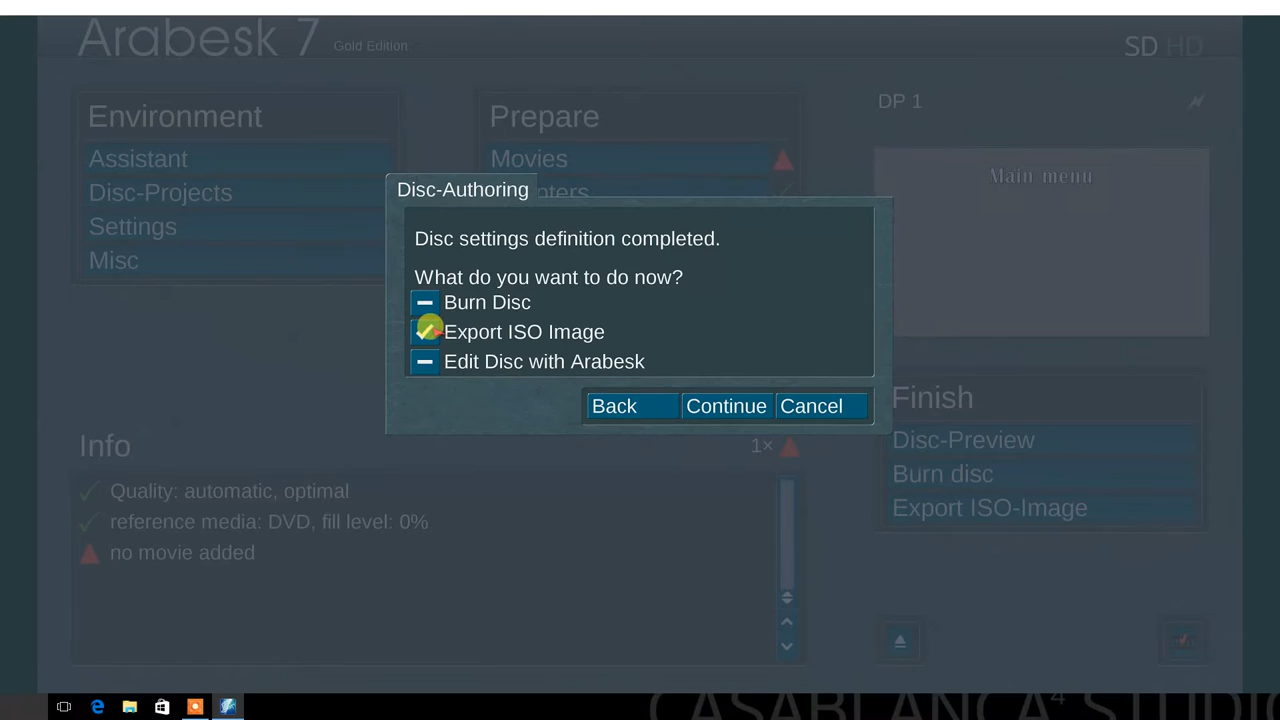 Arabesk 7 Gold Edition
SD HD
Environment
Assistant
Disc-Projects
Settings
Misc
Prepare
Movies
DP 1
Main menu
Disc-Authoring
Disc settings definition completed.
What do you want to do now?
Burn Disc
Export ISO Image
Edit Disc with Arabesk
Back Continue Cancel
Info
1×
Quality: automatic, optimal
reference media: DVD, fill level: 0%
no movie added
Finish
Disc-Preview
Burn disc
Export ISO-Image
CASABLANCA⁴ STUDI